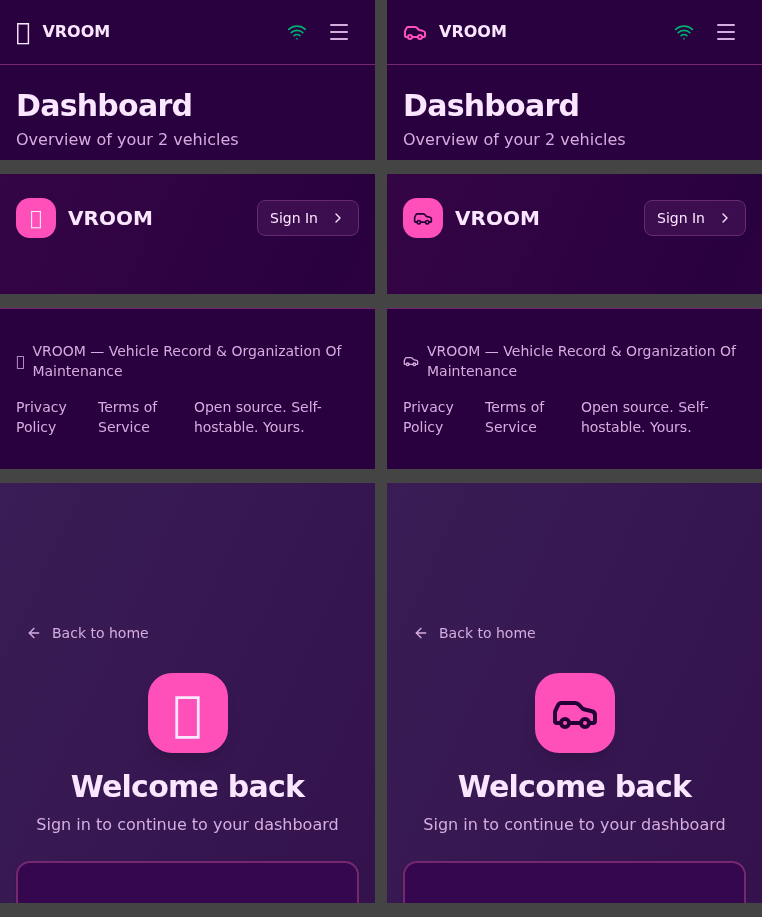 VROOM
Dashboard
Overview of your 2 vehicles
VROOM
Dashboard
Overview of your 2 vehicles
VROOM
Sign In
VROOM
Sign In
VROOM — Vehicle Record & Organization Of
Maintenance
Privacy Policy
Terms of Service
Open source. Self-
hostable. Yours.
VROOM — Vehicle Record & Organization Of
Maintenance
Privacy Policy
Terms of Service
Open source. Self-
hostable. Yours.
Back to home
Welcome back
Sign in to continue to your dashboard
Back to home
Welcome back
Sign in to continue to your dashboard